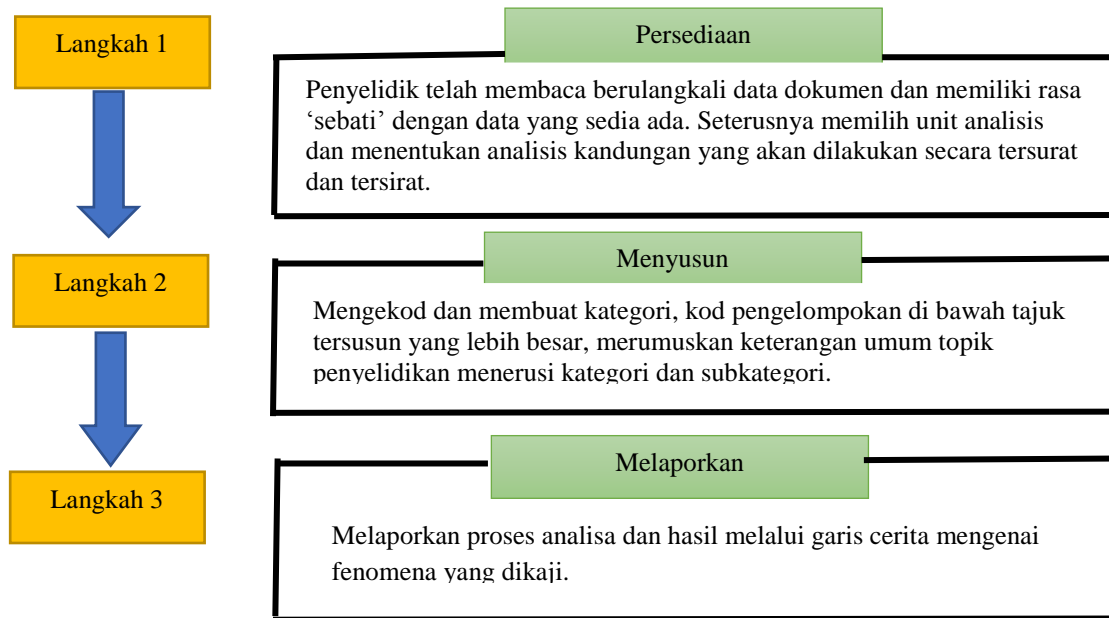 Langkah 1
Persediaan
Penyelidik telah membaca berulangkali data dokumen dan memiliki rasa
‘sebati’ dengan data yang sedia ada. Seterusnya memilih unit analisis
dan menentukan analisis kandungan yang akan dilakukan secara tersurat
dan tersirat.
Langkah 2
Menyusun
Mengekod dan membuat kategori, kod pengelompokan di bawah tajuk
tersusun yang lebih besar, merumuskan keterangan umum topik
penyelidikan menerusi kategori dan subkategori.
Langkah 3
Melaporkan
Melaporkan proses analisa dan hasil melalui garis cerita mengenai
fenomena yang dikaji.